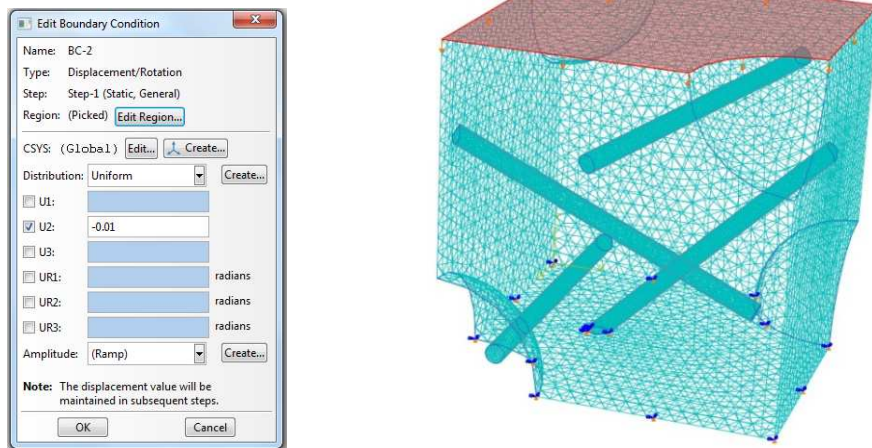 Edit Boundary Condition
Name: BC-2
Type: Displacement/Rotation
Step: Step-1 (Static, General)
Region: (Picked) Edit Region...
CSYS: (Global) Edit... Create...
Distribution: Uniform Create...
U1:
U2: -0.01
U3:
UR1: radians
UR2: radians
UR3: radians
Amplitude: (Ramp) Create...
Note: The displacement value will be
maintained in subsequent steps.
OK Cancel